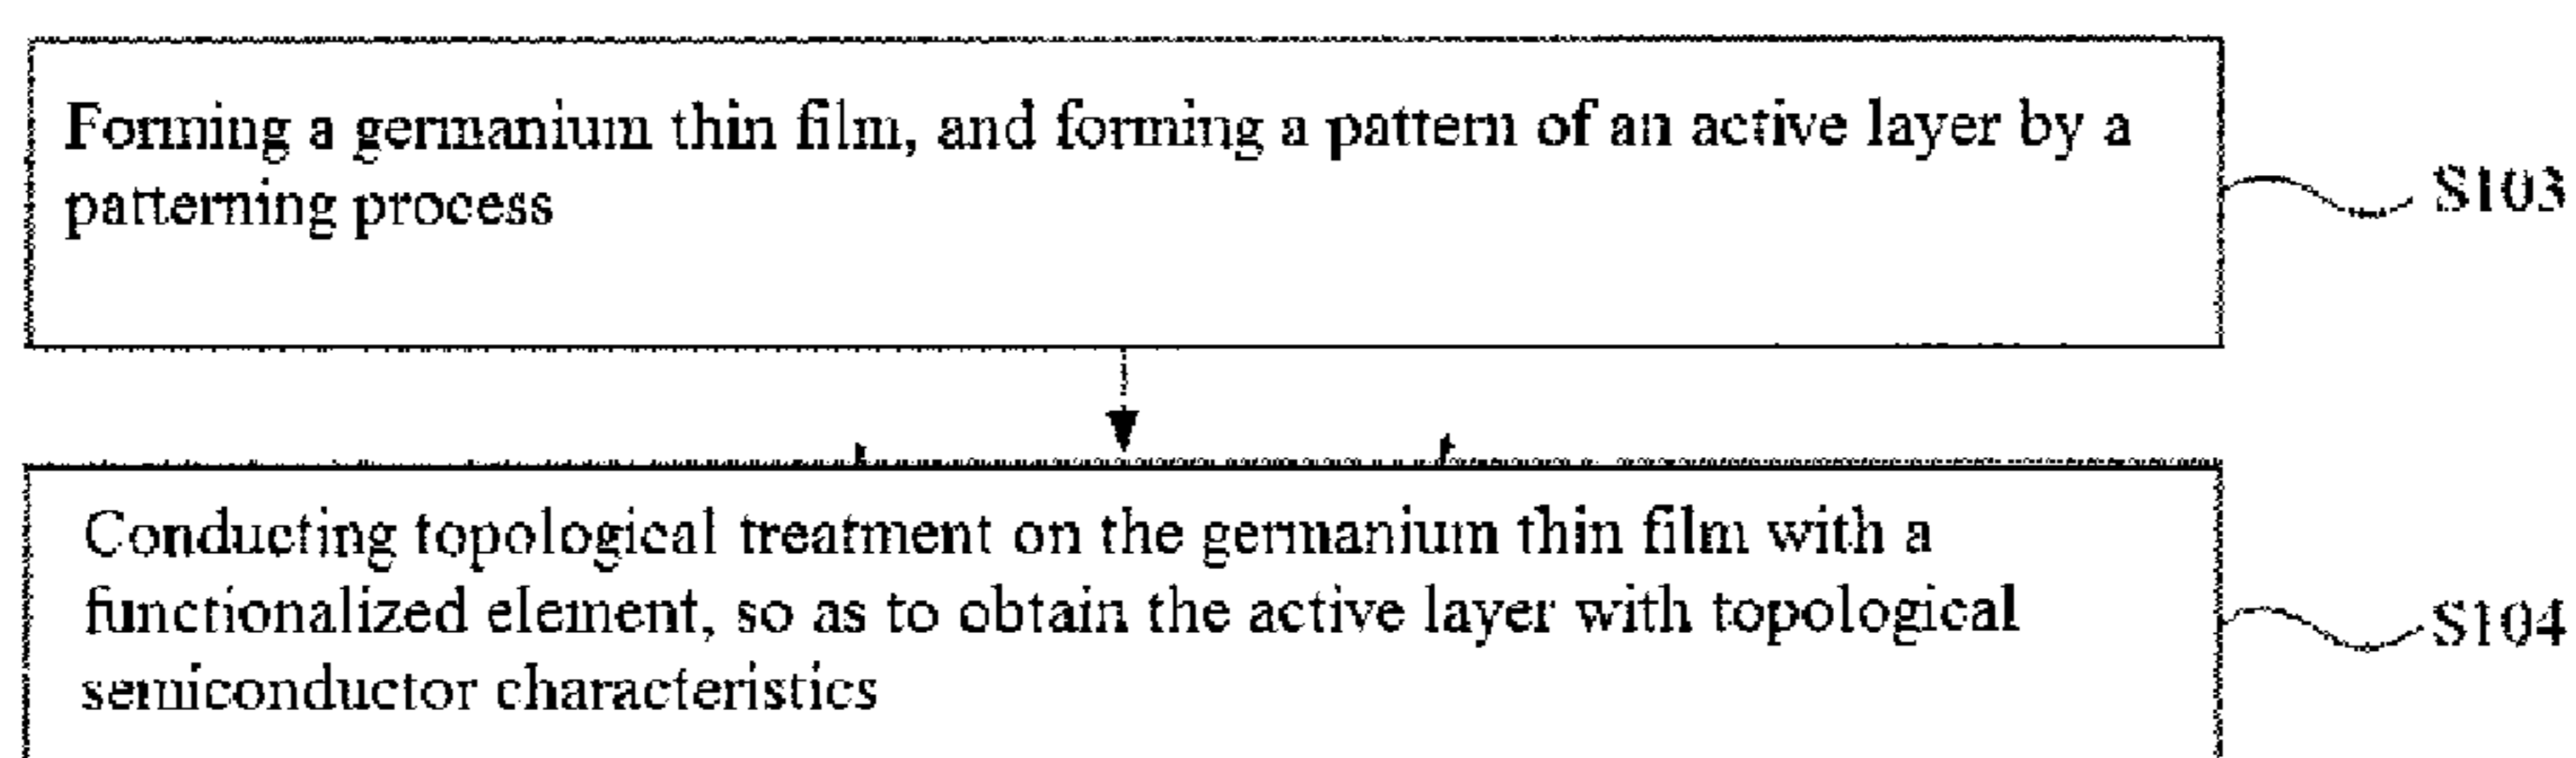 Forming a germanium thin film, and forming a pattern of an active layer by a
patterning process
S103
Conducting topological treatment on the germanium thin film with a
functionalized element, so as to obtain the active layer with topological
semiconductor characteristics
S104